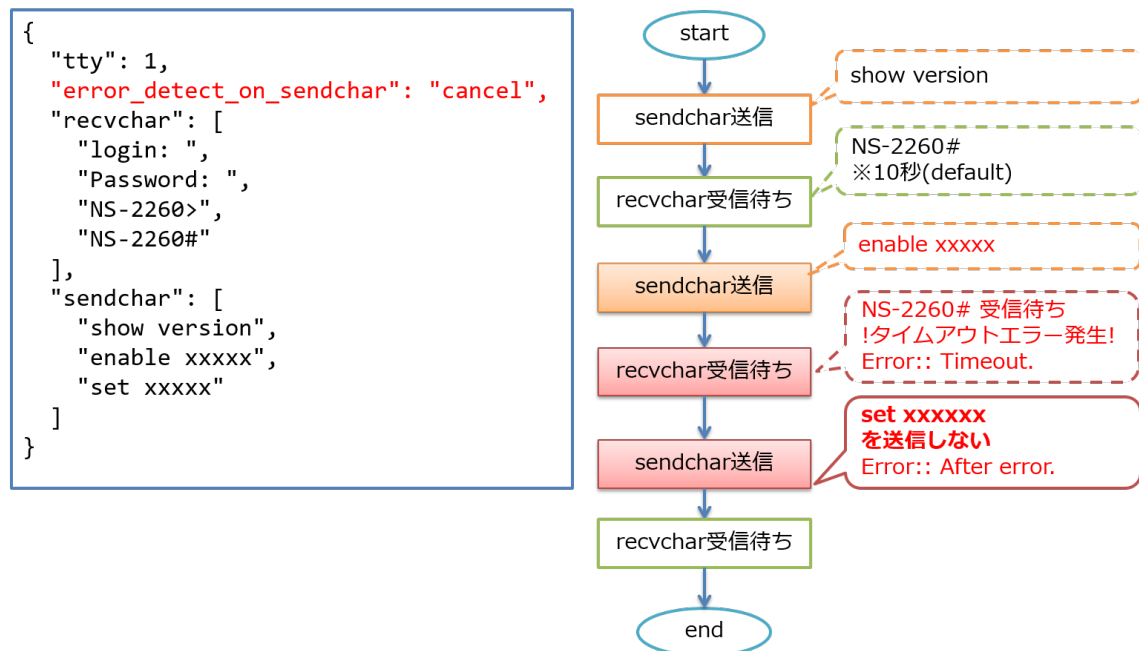 {
"tty": 1,
"error_detect_on_sendchar": "cancel",
"recvchar": [
"login: ",
"Password: ",
"NS-2260>",
"NS-2260#"
],
"sendchar": [
"show version",
"enable xxxxx",
"set xxxxx"
]
}
start
sendchar送信
show version
recvchar受信待ち
NS-2260#
※10秒(default)
sendchar送信
enable xxxxx
recvchar受信待ち
NS-2260# 受信待ち
!タイムアウトエラー発生!
Error:: Timeout.
sendchar送信
set xxxxxx
を送信しない
Error:: After error.
recvchar受信待ち
end